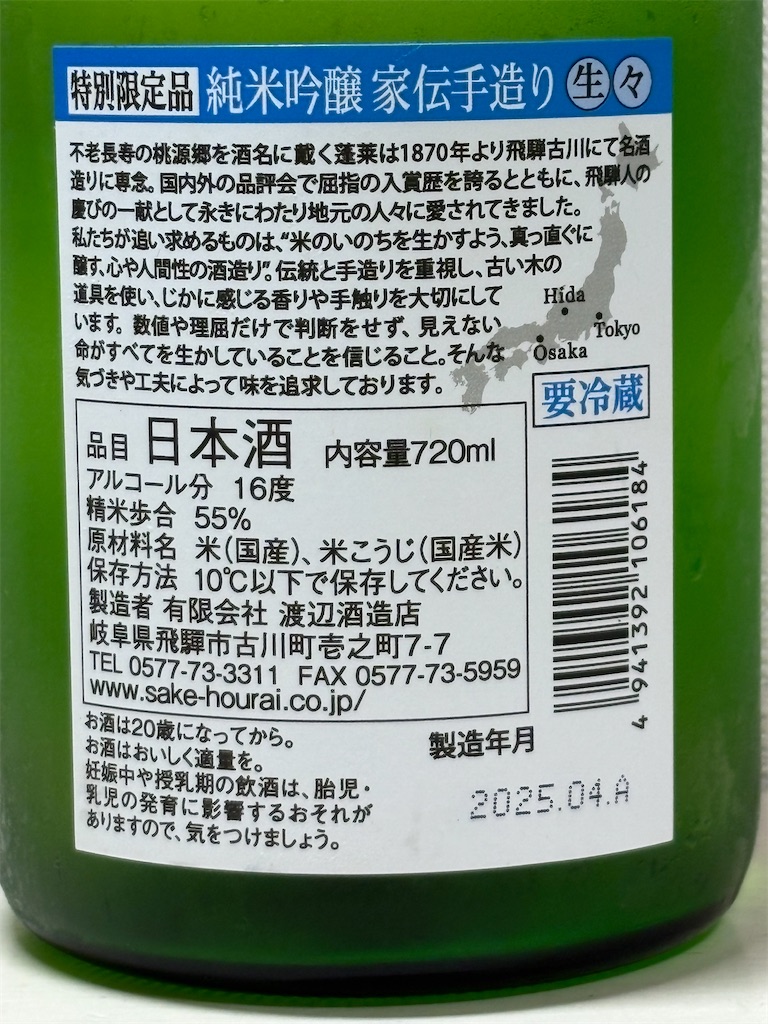 特別限定品 純米吟醸 家伝手造り 生々
不老長寿の桃源郷を酒名に戴く蓬莱は1870年より飛騨古川にて名酒
造りに専念。国内外の品評会で屈指の入賞歴を誇るとともに、飛騨人の
慶びの一献として永きにわたり地元の人々に愛されてきました。
私たちが追い求めるものは、“米のいのちを生かすよう、真っ直ぐに
醸す、心や人間性の酒造り”。伝統と手造りを重視し、古い木の
道具を使い、じかに感じる香りや手触りを大切にして
います。数値や理屈だけで判断をせず、見えない
命がすべてを生かしていることを信じること。そんな
気づきや工夫によって味を追求しております。
Hida
Tokyo
Osaka
要冷蔵
品目 日本酒 内容量720ml
アルコール分 16度
精米歩合 55%
原材料名 米(国産)、米こうじ(国産米)
保存方法 10℃以下で保存してください。
製造者 有限会社 渡辺酒造店
岐阜県飛騨市古川町壱之町7-7
TEL 0577-73-3311 FAX 0577-73-5959
www.sake-hourai.co.jp/
4 941392 106184
お酒は20歳になってから。
お酒はおいしく適量を。
妊娠中や授乳期の飲酒は、胎児・
乳児の発育に影響するおそれが
ありますので、気をつけましょう。
製造年月
2025.04.A